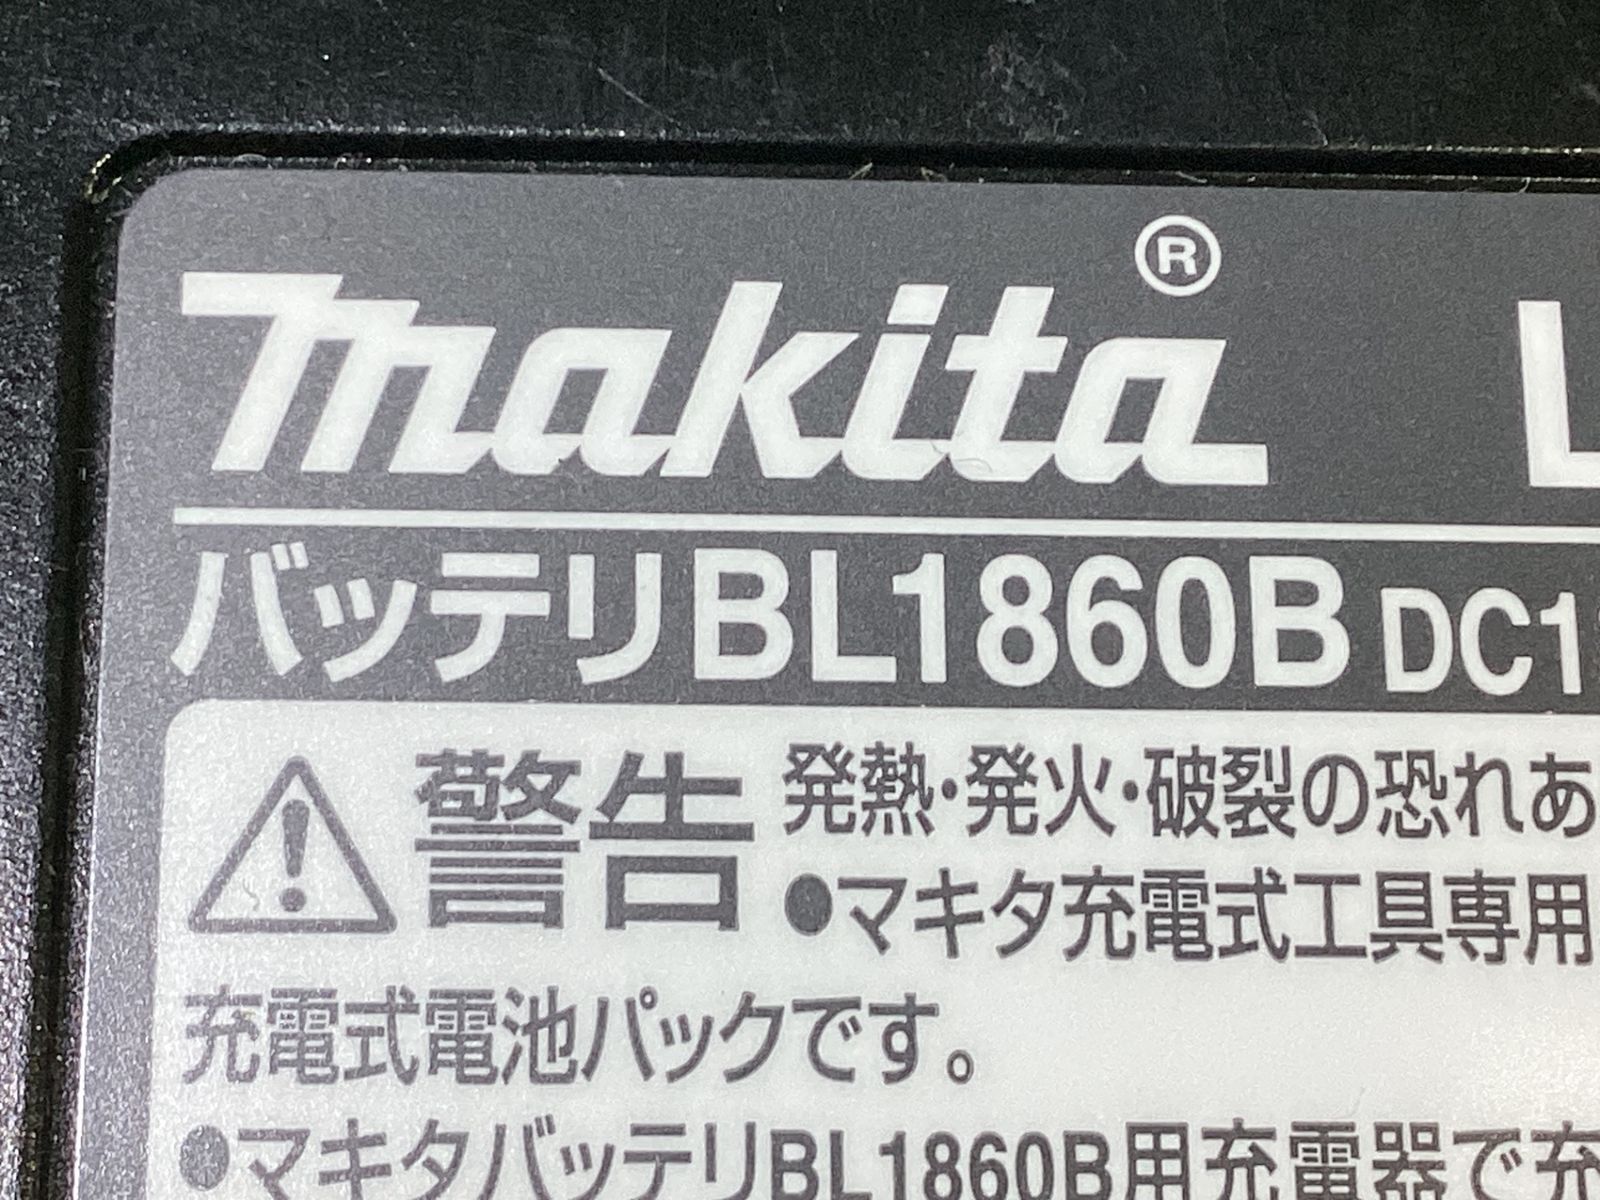 makita®
バッテリBL1860B DC1
警告 発熱・発火・破裂の恐れあ
●マキタ充電式工具専用
充電式電池パックです。
●マキタバッテリBL1860B用充電器で充